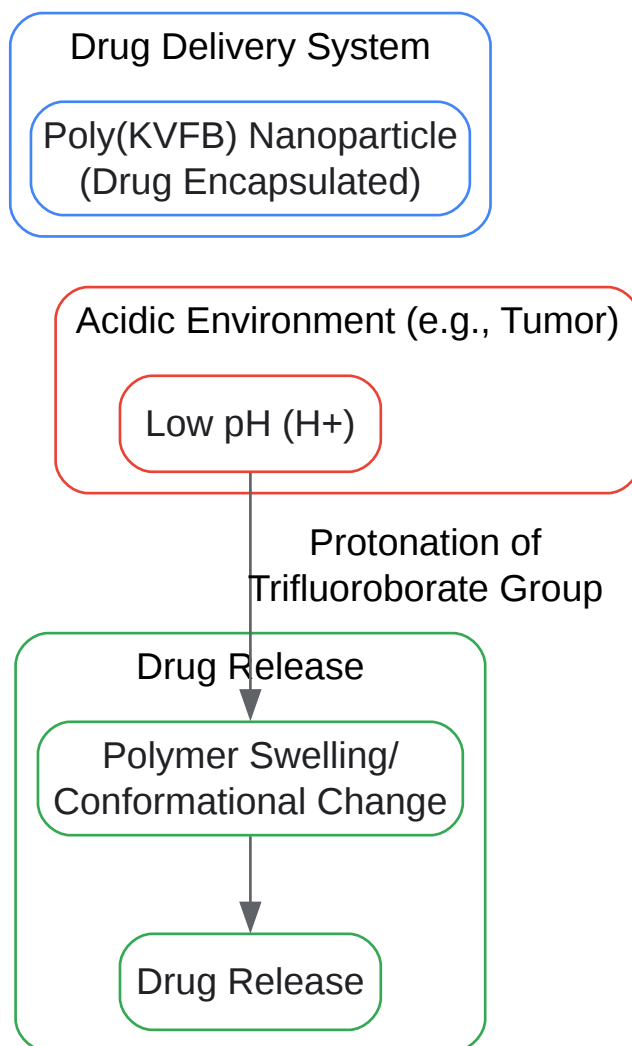 Drug Delivery System
Poly(KVFB) Nanoparticle
(Drug Encapsulated)
Acidic Environment (e.g., Tumor)
Low pH (H+)
Protonation of
Trifluoroborate Group
Drug Release
Polymer Swelling/
Conformational Change
Drug Release